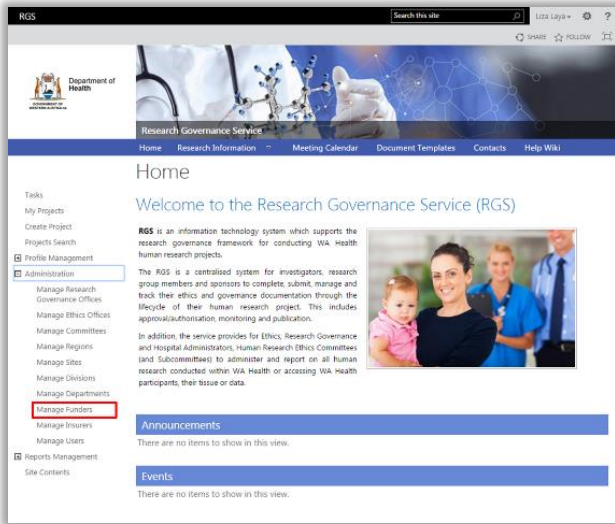 RGS
Search this site
Liza Laya
?
SHARE
FOLLOW
Department of
Health
GOVERNMENT OF
WESTERN AUSTRALIA
Research Governance Service
Home
Research Information
Meeting Calendar
Document Templates
Contacts
Help Wiki
Home
Tasks
My Projects
Create Project
Projects Search
Profile Management
Administration
Manage Research
Governance Offices
Manage Ethics Offices
Manage Committees
Manage Regions
Manage Sites
Manage Divisions
Manage Departments
Manage Funders
Manage Insurers
Manage Users
Reports Management
Site Contents
Welcome to the Research Governance Service (RGS)
RGS is an information technology system which supports the
research governance framework for conducting WA Health
human research projects.
The RGS is a centralised system for investigators, research
group members and sponsors to complete, submit, manage and
track their ethics and governance documentation through the
lifecycle of their human research project. This includes
approval/authorisation, monitoring and publication.
In addition, the service provides for Ethics, Research Governance
and Hospital Administrators, Human Research Ethics Committees
(and Subcommittees) to administer and report on all human
research conducted within WA Health or accessing WA Health
participants, their tissue or data.
Announcements
There are no items to show in this view.
Events
There are no items to show in this view.